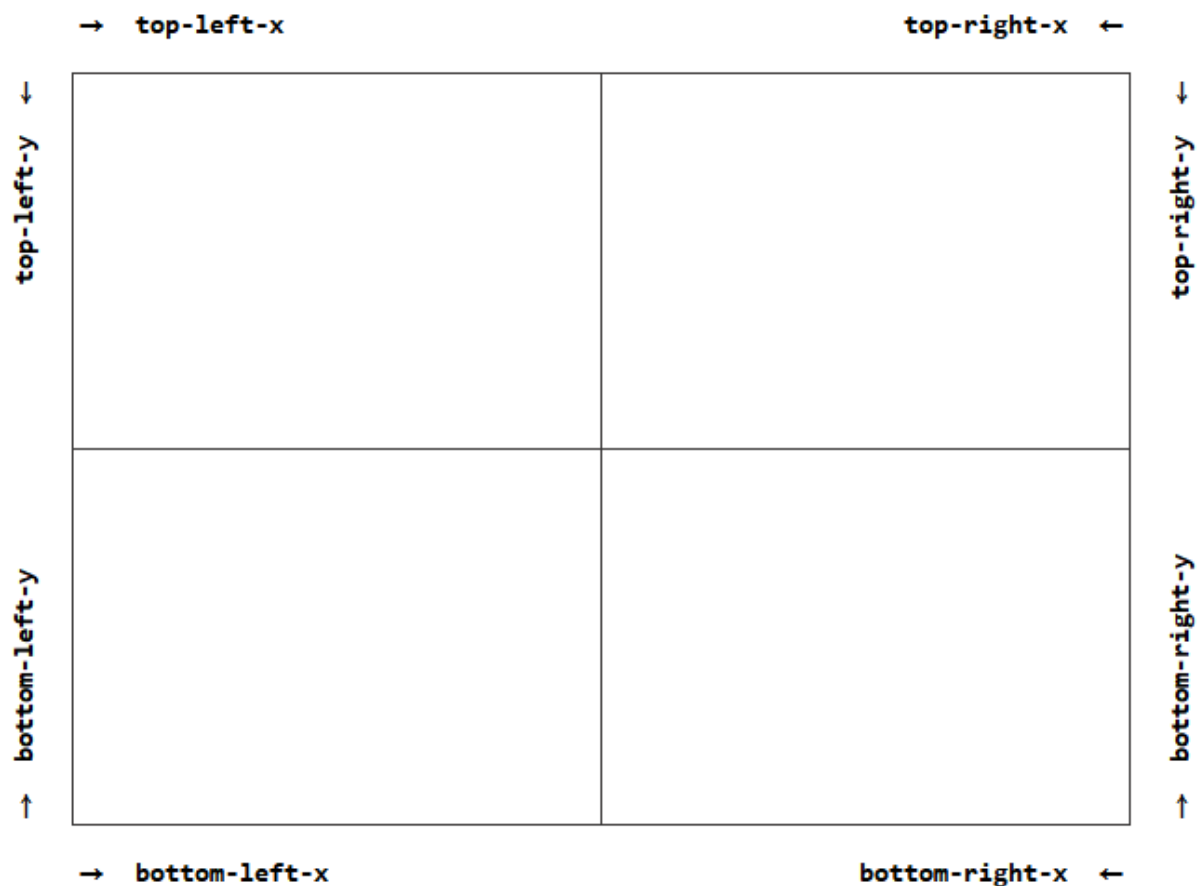 → top-left-x
top-right-x ←
top-left-y ←
top-right-y ←
→ bottom-left-y
→ bottom-right-y
→ bottom-left-x
bottom-right-x ←